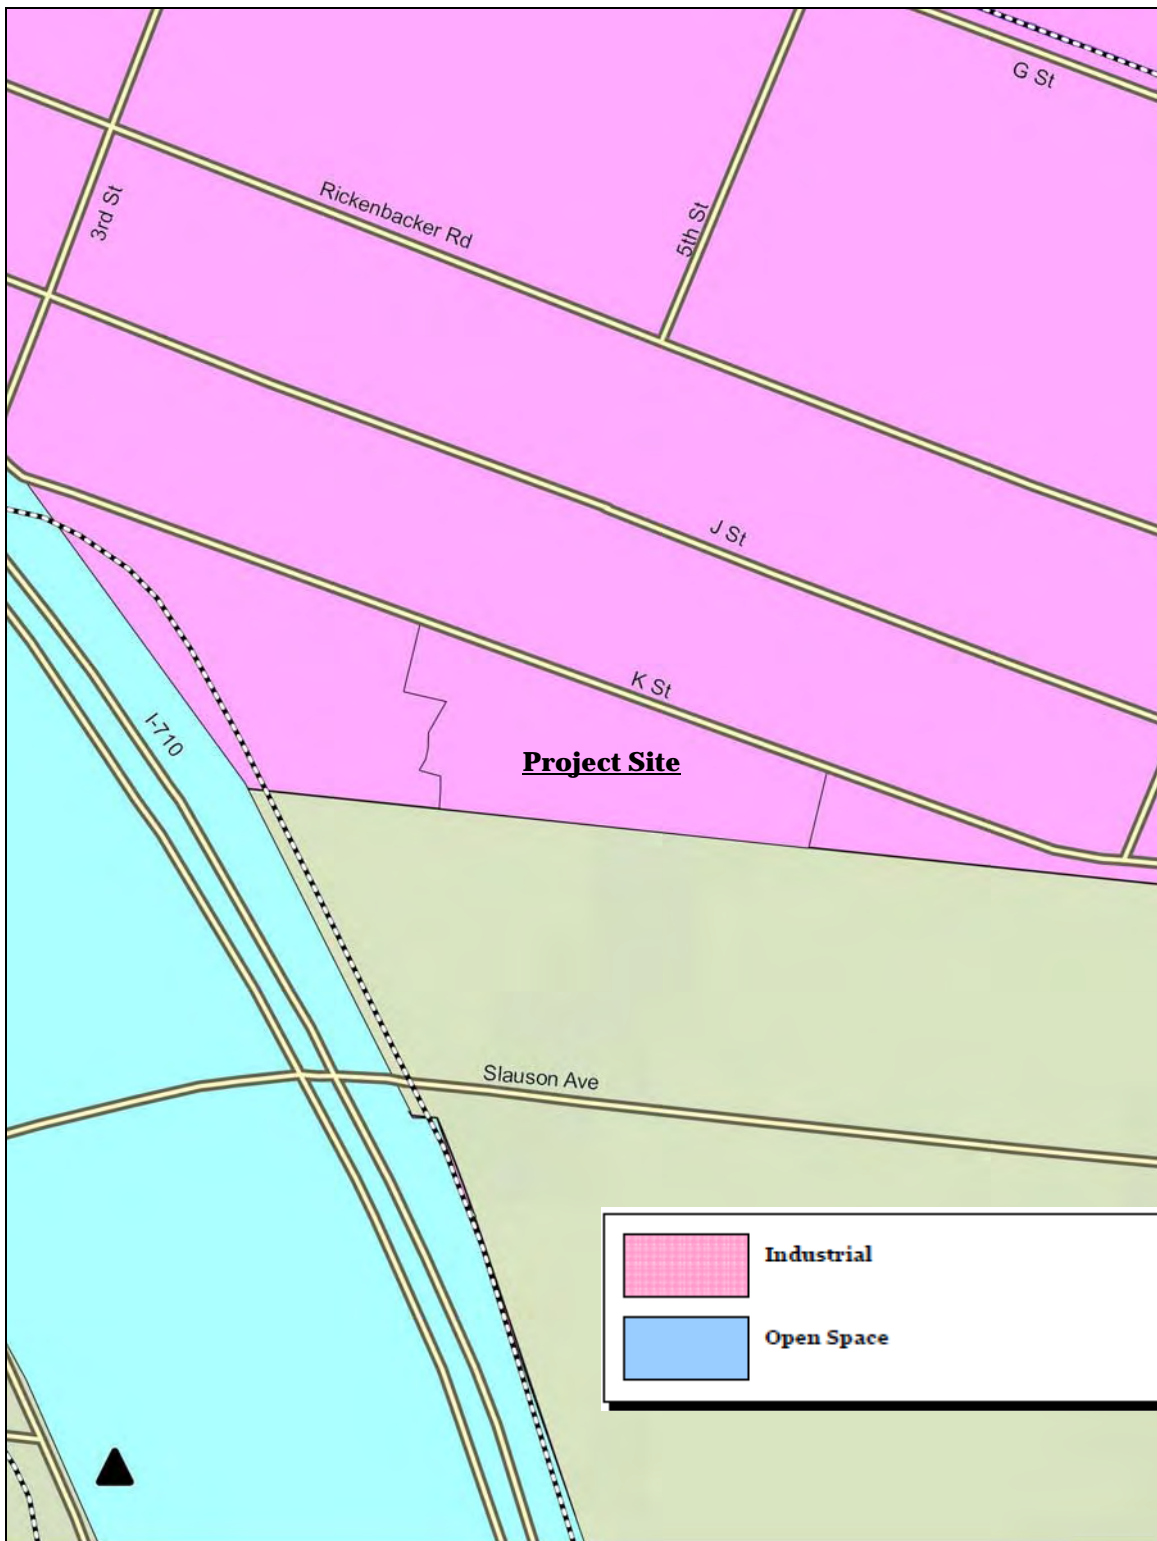 G St
Rickenbacker Rd
3rd St
5th St
J St
K St
I-710
Project Site
Slauson Ave
Industrial
Open Space